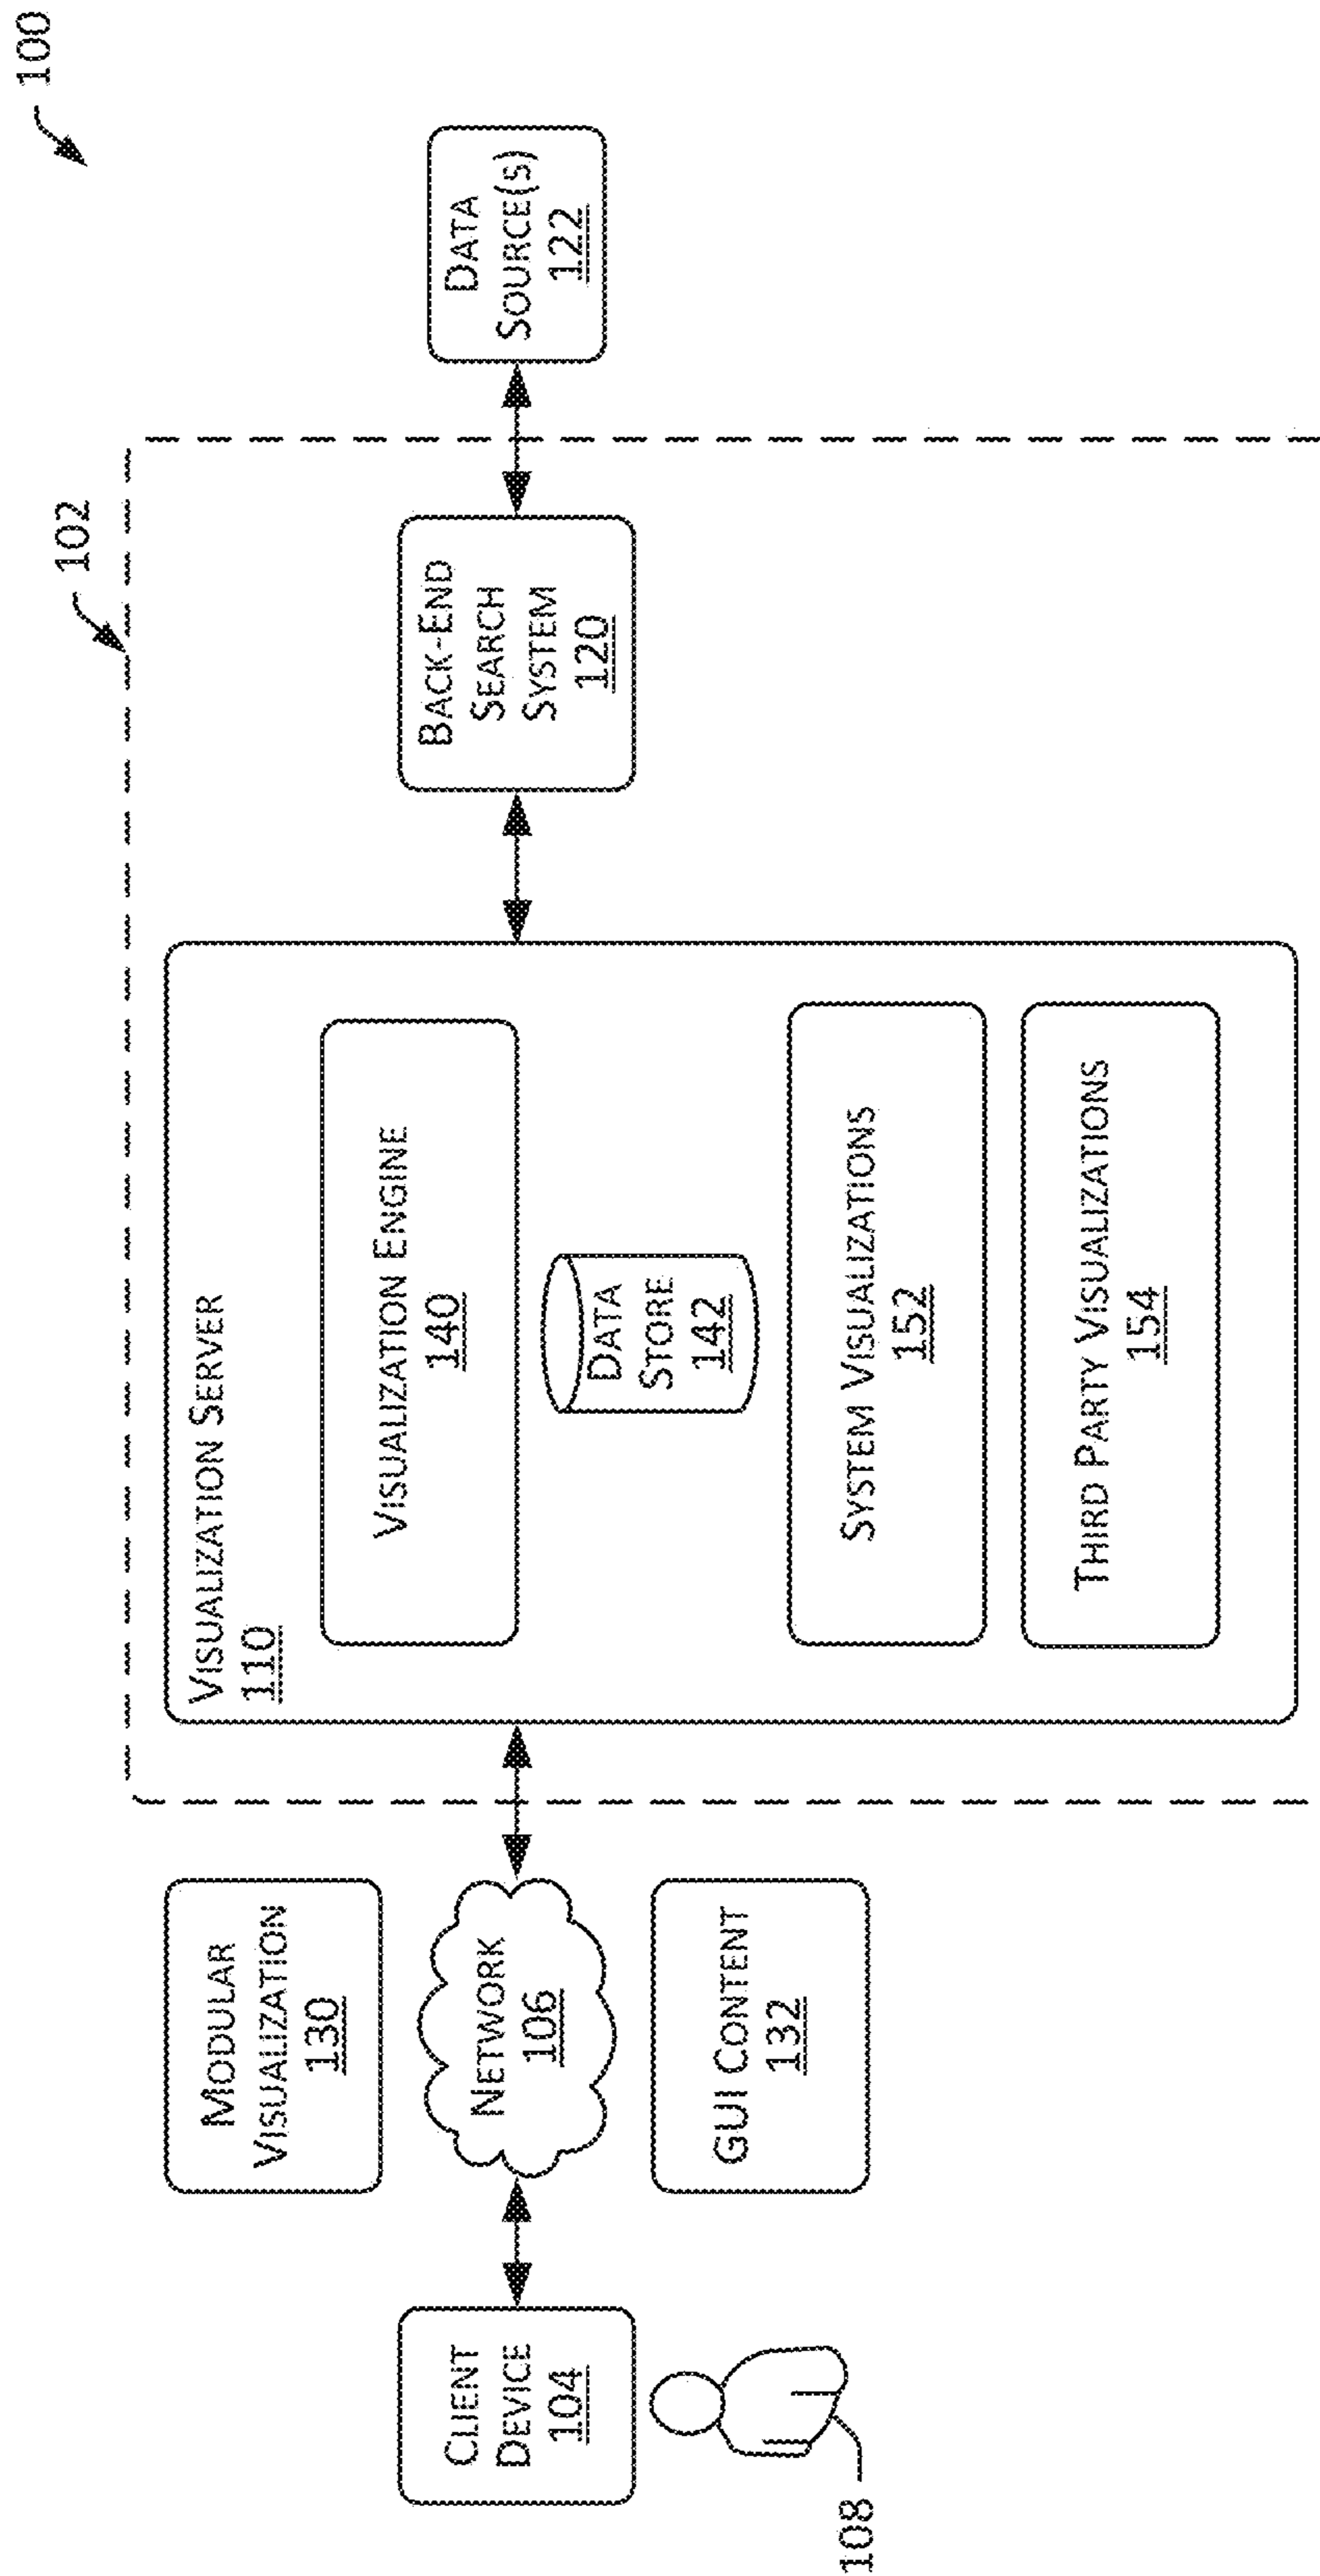 100
102
MODULAR
VISUALIZATION
130
VISUALIZATION SERVER
110
VISUALIZATION ENGINE
140
CLIENT
DEVICE
104
NETWORK
106
DATA
STORE
142
BACK-END
SEARCH
SYSTEM
120
DATA
SOURCE(S)
122
108
GUI CONTENT
132
SYSTEM VISUALIZATIONS
152
THIRD PARTY VISUALIZATIONS
154